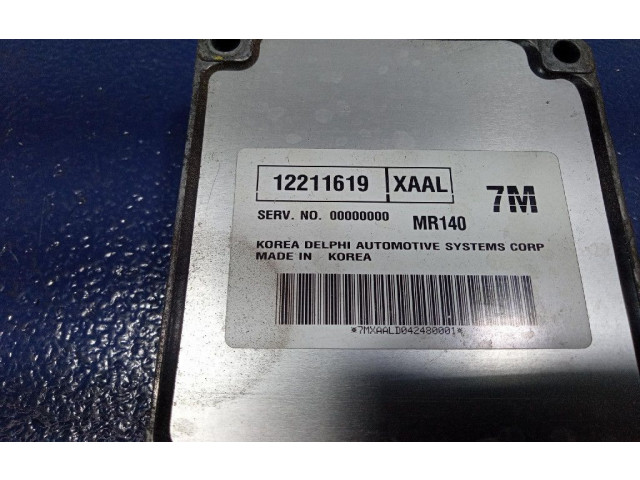 12211619 XAAL 7M
SERV. NO. 00000000 MR140
KOREA DELPHI AUTOMOTIVE SYSTEMS CORP
MADE IN KOREA
*7MXAALD042480001*